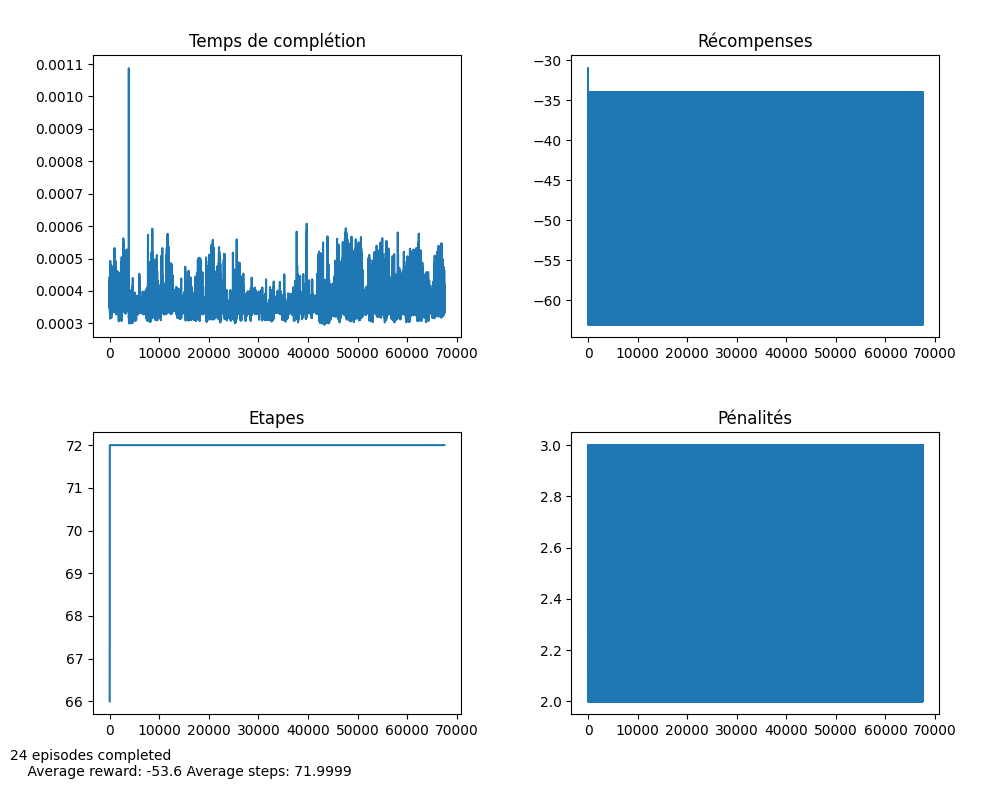 Temps de complétion
0.0011
0.0010
0.0009
0.0008
0.0007
0.0006
0.0005
0.0004
0.0003
0 10000 20000 30000 40000 50000 60000 70000
Récompenses
−30
−35
−40
−45
−50
−55
−60
0 10000 20000 30000 40000 50000 60000 70000
Etapes
72
71
70
69
68
67
66
0 10000 20000 30000 40000 50000 60000 70000
Pénalités
3.0
2.8
2.6
2.4
2.2
2.0
0 10000 20000 30000 40000 50000 60000 70000
24 episodes completed
Average reward: -53.6 Average steps: 71.9999